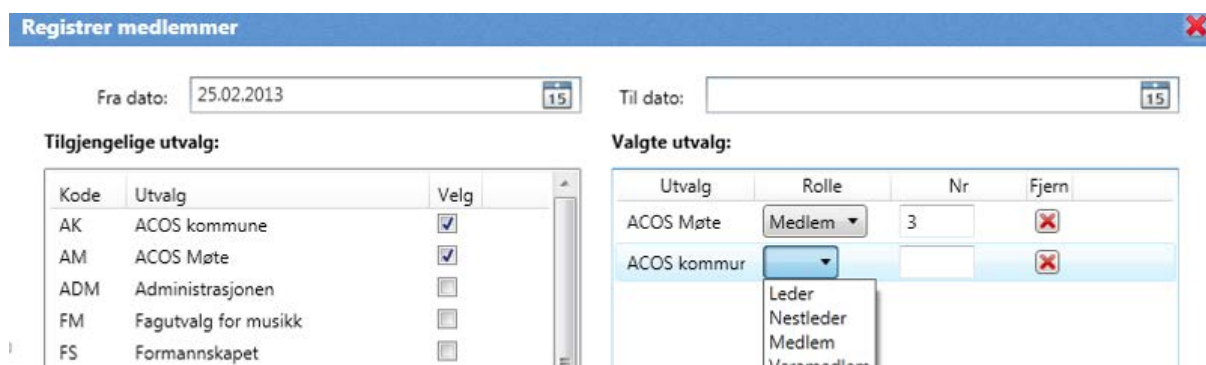 Registrer medlemmer
Fra dato: 25.02.2013 15
Til dato: 15
Tilgjengelige utvalg:
Kode Utvalg Velg
AK ACOS kommune
AM ACOS Møte
ADM Administrasjonen
FM Fagutvalg for musikk
FS Formannskapet
Valgte utvalg:
Utvalg Rolle Nr Fjern
ACOS Møte Medlem 3
ACOS kommur
Leder
Nestleder
Medlem
Varamedlem